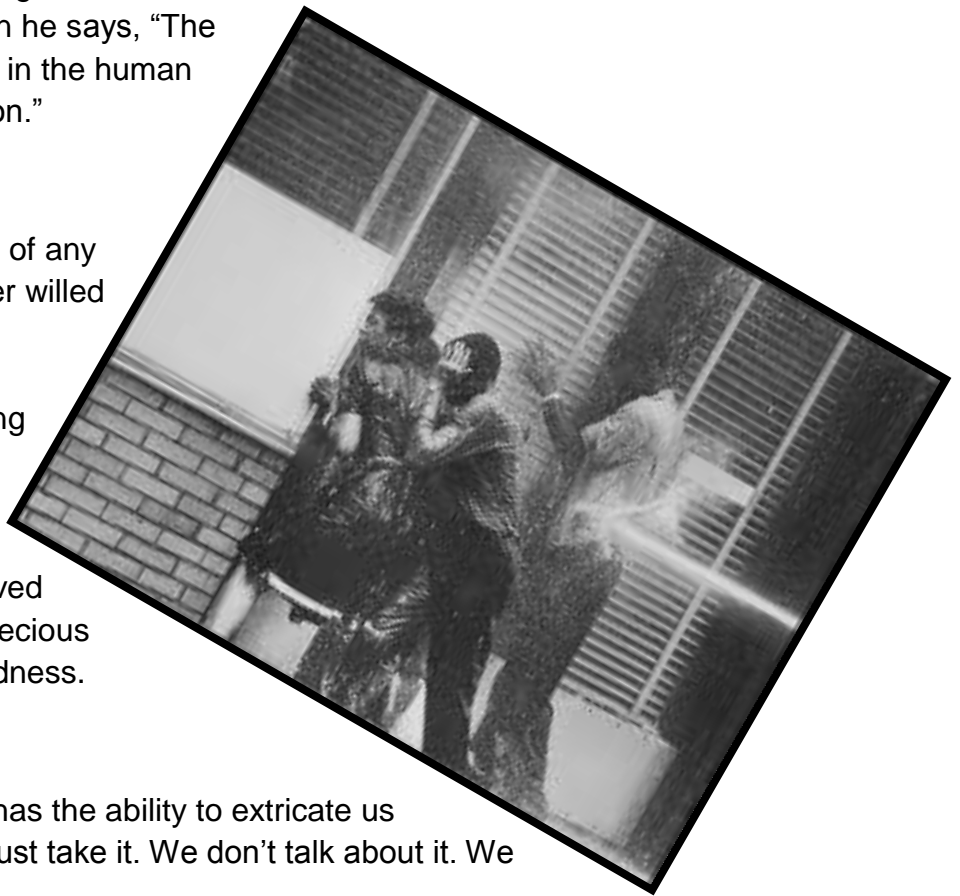 n he says, “The
in the human
on.”
of any
er willed
ng
ved
ecious
dness.
has the ability to extricate us
ust take it. We don’t talk about it. We